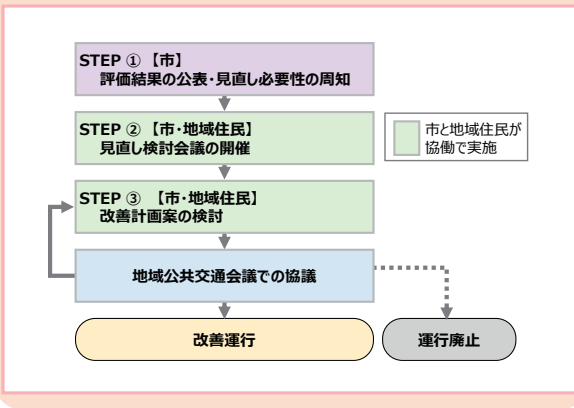 STEP ① 【市】
評価結果の公表・見直し必要性の周知
STEP ② 【市・地域住民】
見直し検討会議の開催
市と地域住民が
協働で実施
STEP ③ 【市・地域住民】
改善計画案の検討
地域公共交通会議での協議
改善運行
運行廃止